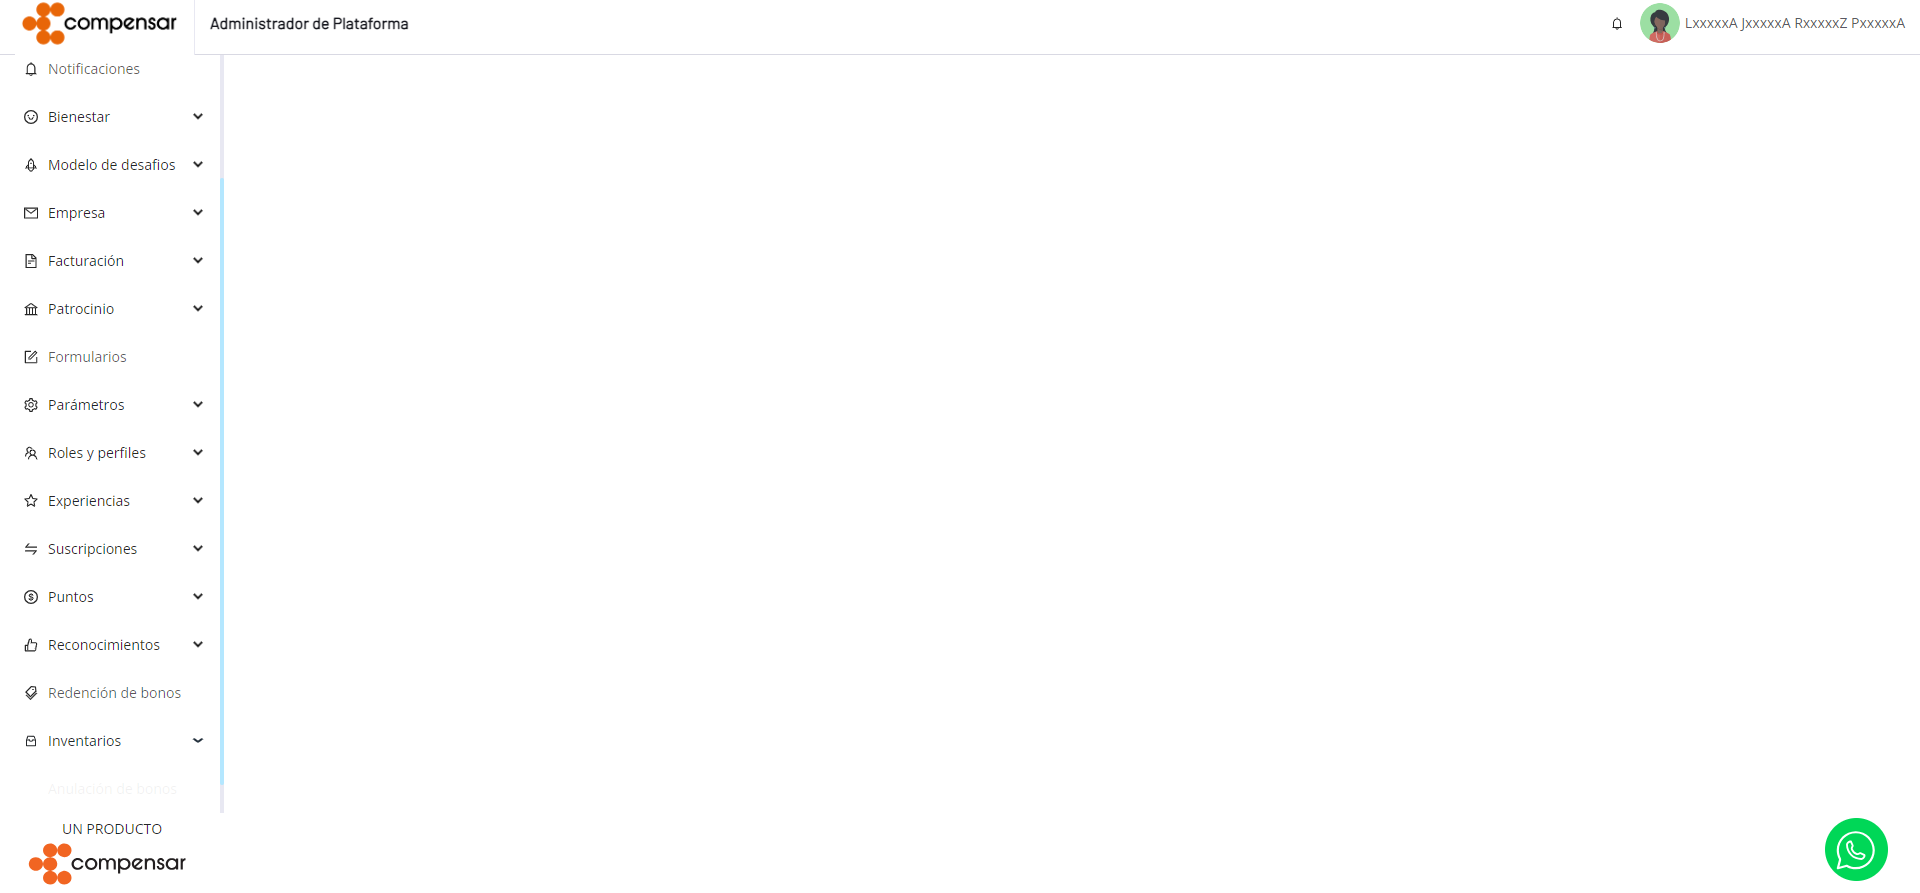 compensar
Administrador de Plataforma
LxxxxxA JxxxxxA RxxxxxZ PxxxxxA
Notificaciones
Bienestar
Modelo de desafios
Empresa
Facturación
Patrocinio
Formularios
Parámetros
Roles y perfiles
Experiencias
Suscripciones
Puntos
Reconocimientos
Redención de bonos
Inventarios
Anulación de bonos
UN PRODUCTO
compensar